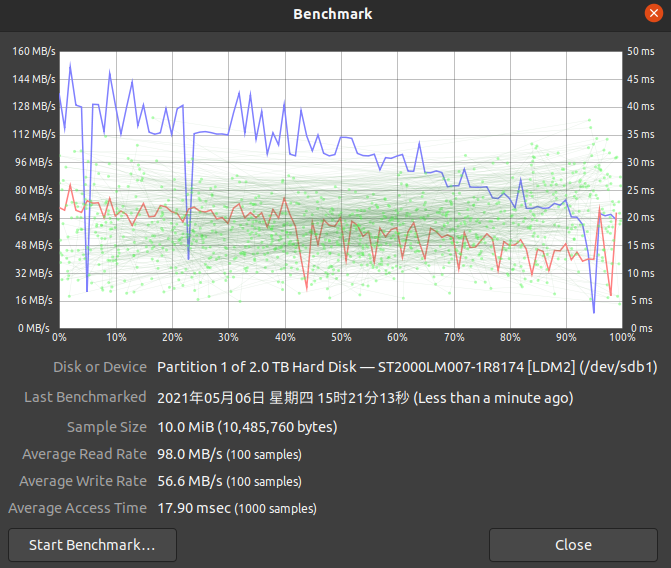 Benchmark
160 MB/s
50 ms
144 MB/s
45 ms
128 MB/s
40 ms
112 MB/s
35 ms
96 MB/s
30 ms
80 MB/s
25 ms
64 MB/s
20 ms
48 MB/s
15 ms
32 MB/s
10 ms
16 MB/s
5 ms
0 MB/s
0 ms
0% 10% 20% 30% 40% 50% 60% 70% 80% 90% 100%
Disk or Device Partition 1 of 2.0 TB Hard Disk — ST2000LM007-1R8174 [LDM2] (/dev/sdb1)
Last Benchmarked 2021年05月06日 星期四 15时21分13秒 (Less than a minute ago)
Sample Size 10.0 MiB (10,485,760 bytes)
Average Read Rate 98.0 MB/s (100 samples)
Average Write Rate 56.6 MB/s (100 samples)
Average Access Time 17.90 msec (1000 samples)
Start Benchmark… Close